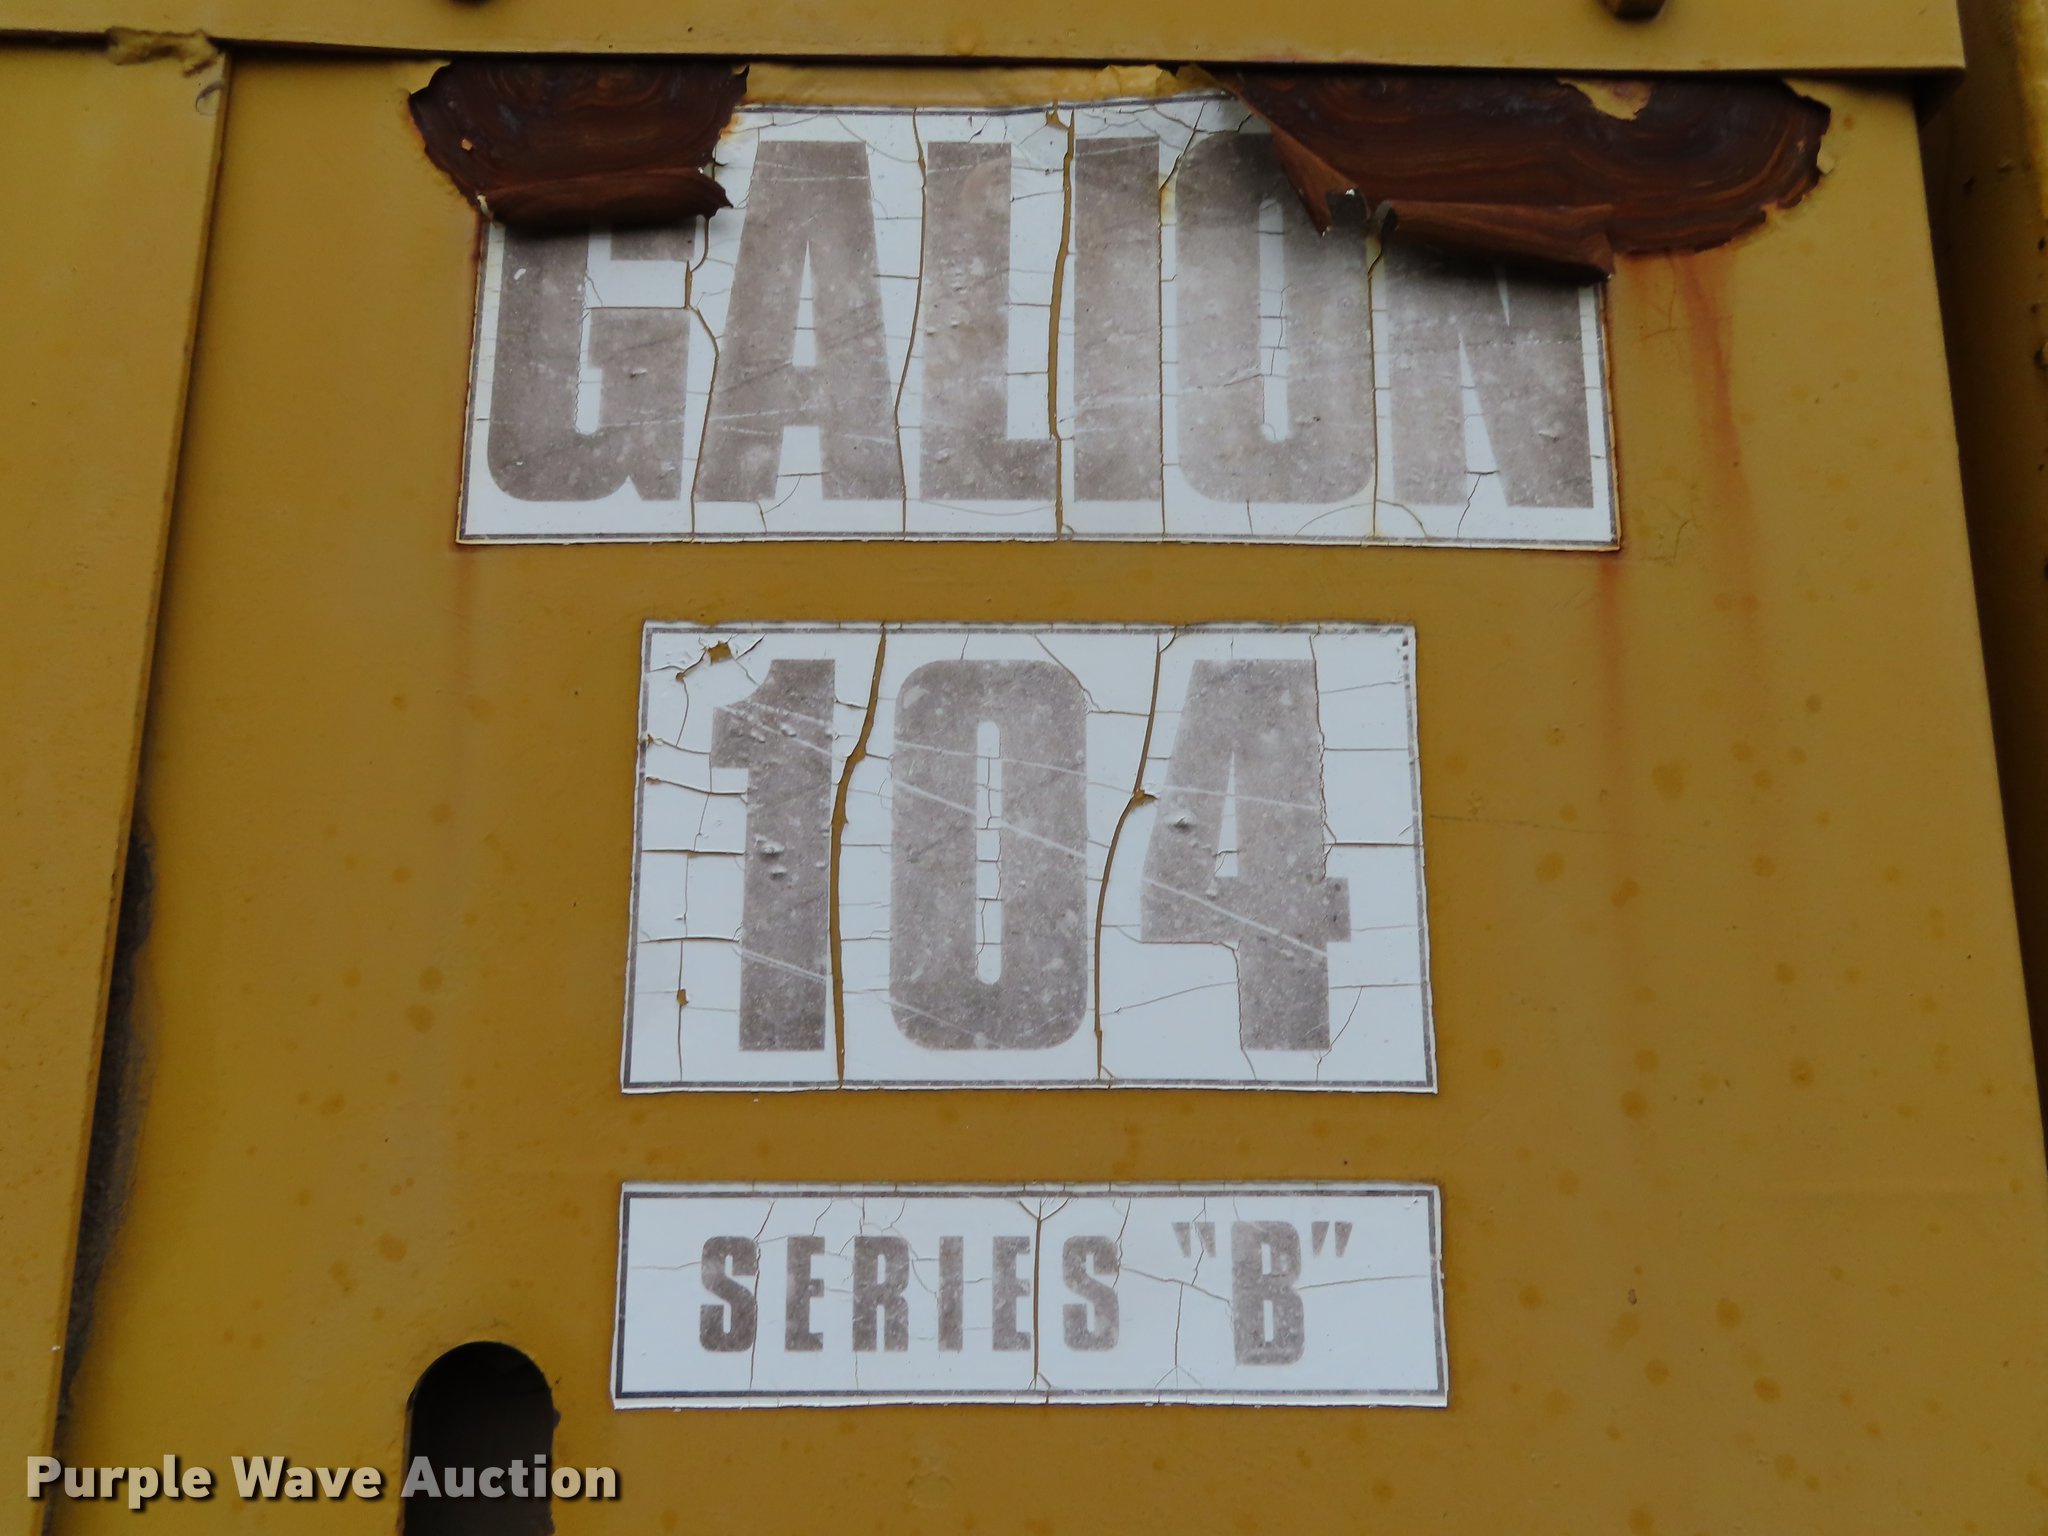 GALION
104
SERIES "B"
Purple Wave Auction